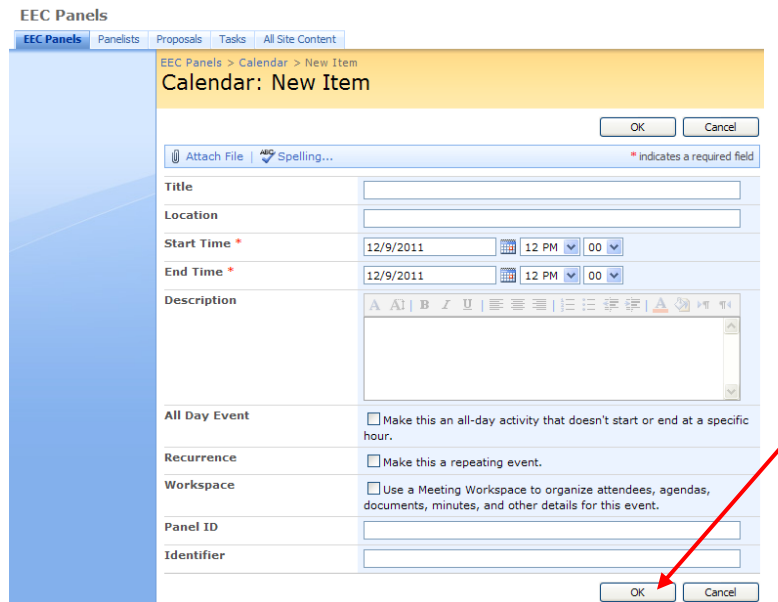 EEC Panels
EEC Panels Panelists Proposals Tasks All Site Content
EEC Panels > Calendar > New Item
Calendar: New Item
OK Cancel
Attach File | ABC Spelling... * indicates a required field
Title
Location
Start Time * 12/9/2011 12 PM 00
End Time * 12/9/2011 12 PM 00
Description A A B I U A
All Day Event Make this an all-day activity that doesn't start or end at a specific
hour.
Recurrence Make this a repeating event.
Workspace Use a Meeting Workspace to organize attendees, agendas,
documents, minutes, and other details for this event.
Panel ID
Identifier
OK Cancel